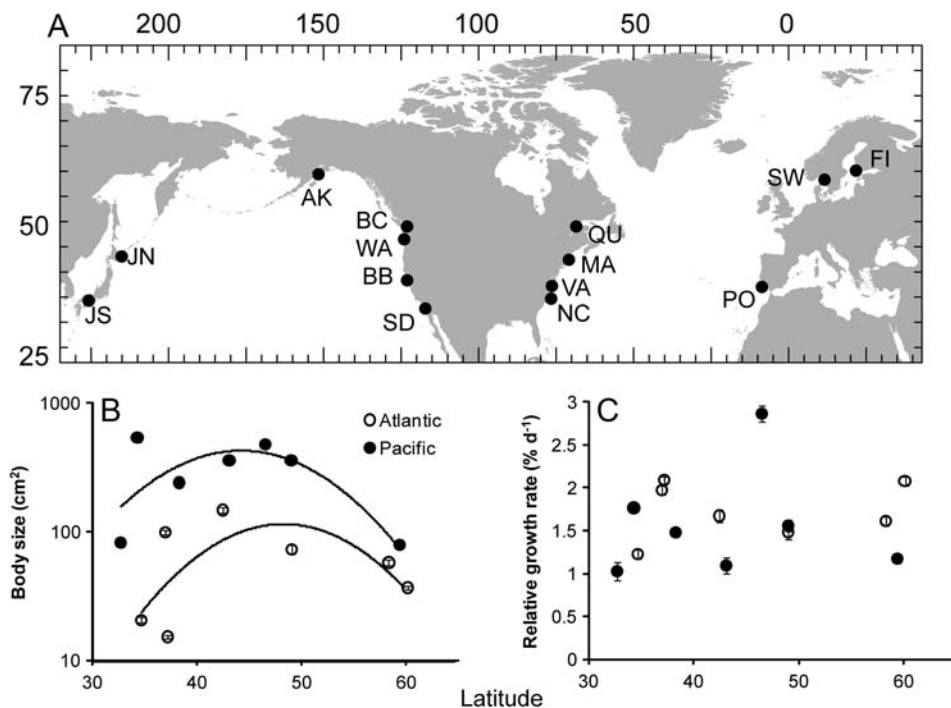 A
200 150 125 100 75 50 0
75
50
25
AK
BC
WA
BB
SD
JN
JS
QU
MA
VA
NC
SW
FI
PO
B
1000
100
10
Body size (cm²)
Atlantic
Pacific
30 40 50 60
C
3
2.5
2
1.5
1
0.5
0
Relative growth rate (% d⁻¹)
30 40 50 60
Latitude